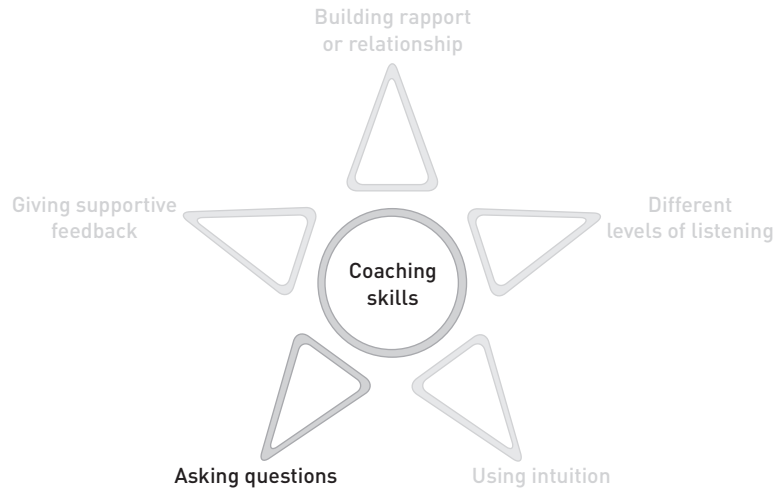 Building rapport
or relationship
Giving supportive
feedback
Different
levels of listening
Coaching
skills
Asking questions
Using intuition